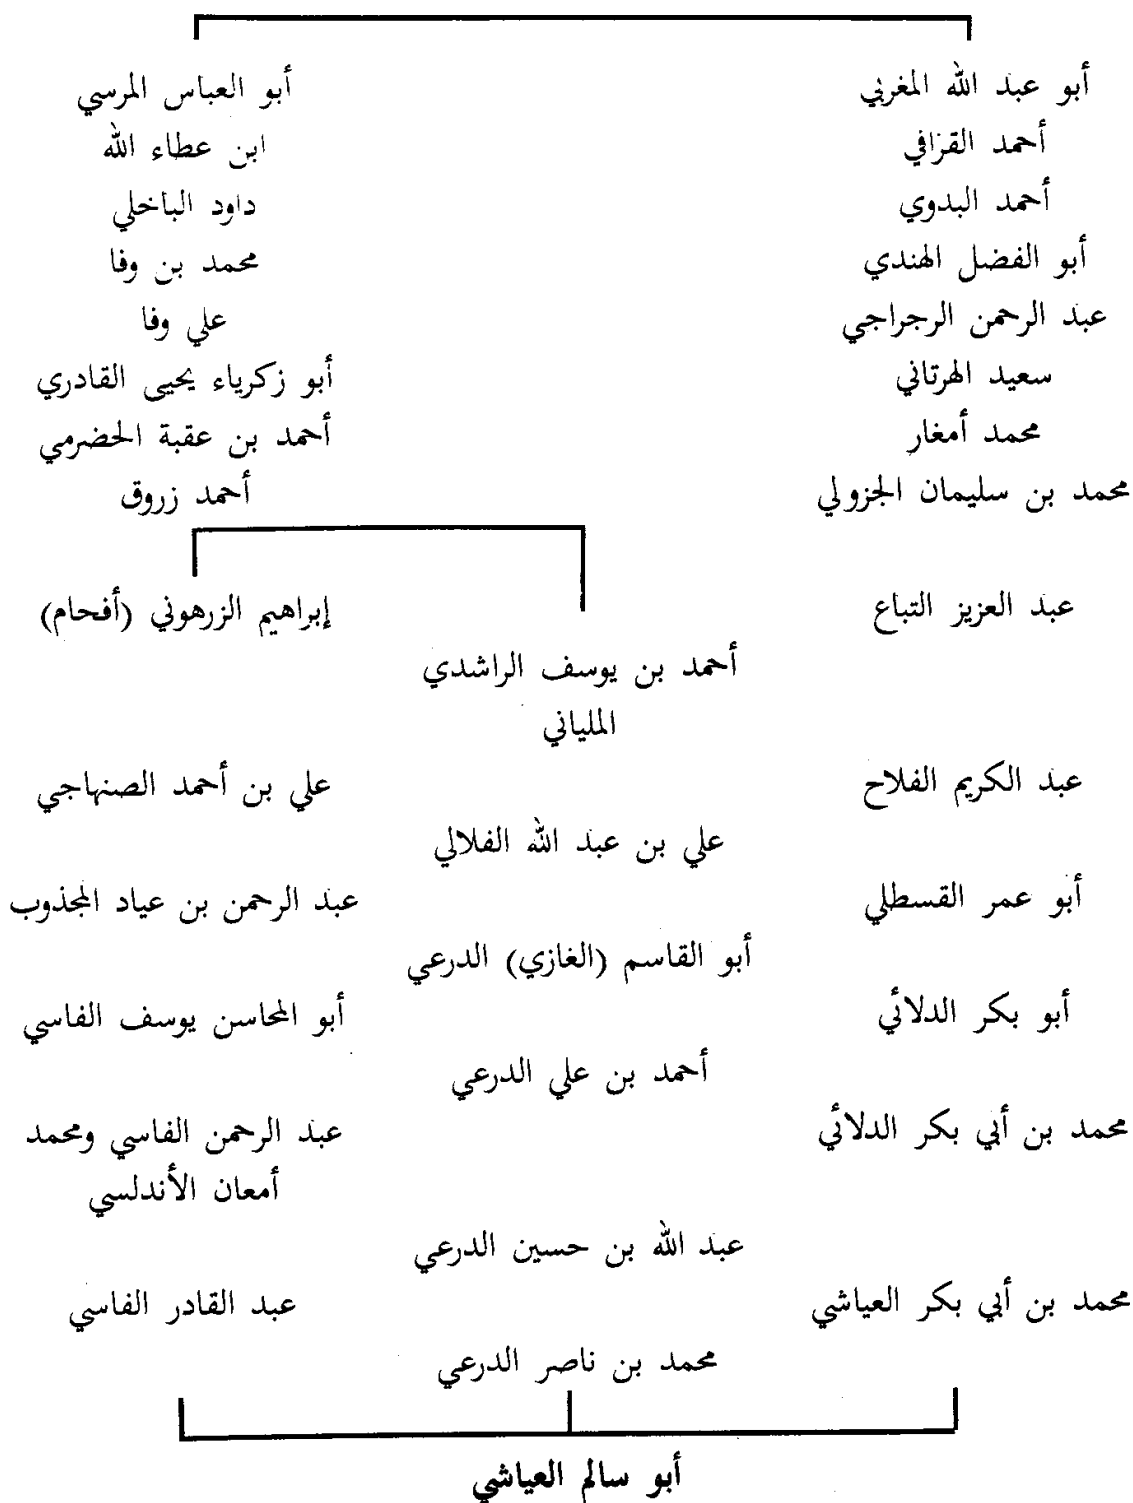 أبو عبد الله المغربي
أبو العباس المرسي
أحمد القزافي
ابن عطاء الله
أحمد البدوي
داود الباخلي
أبو الفضل الهندي
محمد بن وفا
عبد الرحمن الرجراجي
علي وفا
سعيد الهرتاني
أبو زكرياء يحيى القادري
محمد أمغار
أحمد بن عقبة الحضرمي
محمد بن سليمان الجزولي
أحمد زروق
عبد العزيز التباع
إبراهيم الزرهوني (أفحام)
أحمد بن يوسف الراشدي
الملياني
عبد الكريم الفلاح
علي بن أحمد الصنهاجي
علي بن عبد الله الفلالي
أبو عمر القسطلي
عبد الرحمن بن عياد المجذوب
أبو القاسم (الغازي) الدرعي
أبو بكر الدلائي
أبو المحاسن يوسف الفاسي
أحمد بن علي الدرعي
محمد بن أبي بكر الدلائي
عبد الرحمن الفاسي ومحمد
أمعان الأندلسي
عبد الله بن حسين الدرعي
محمد بن أبي بكر العياشي
عبد القادر الفاسي
محمد بن ناصر الدرعي
أبو سالم العياشي